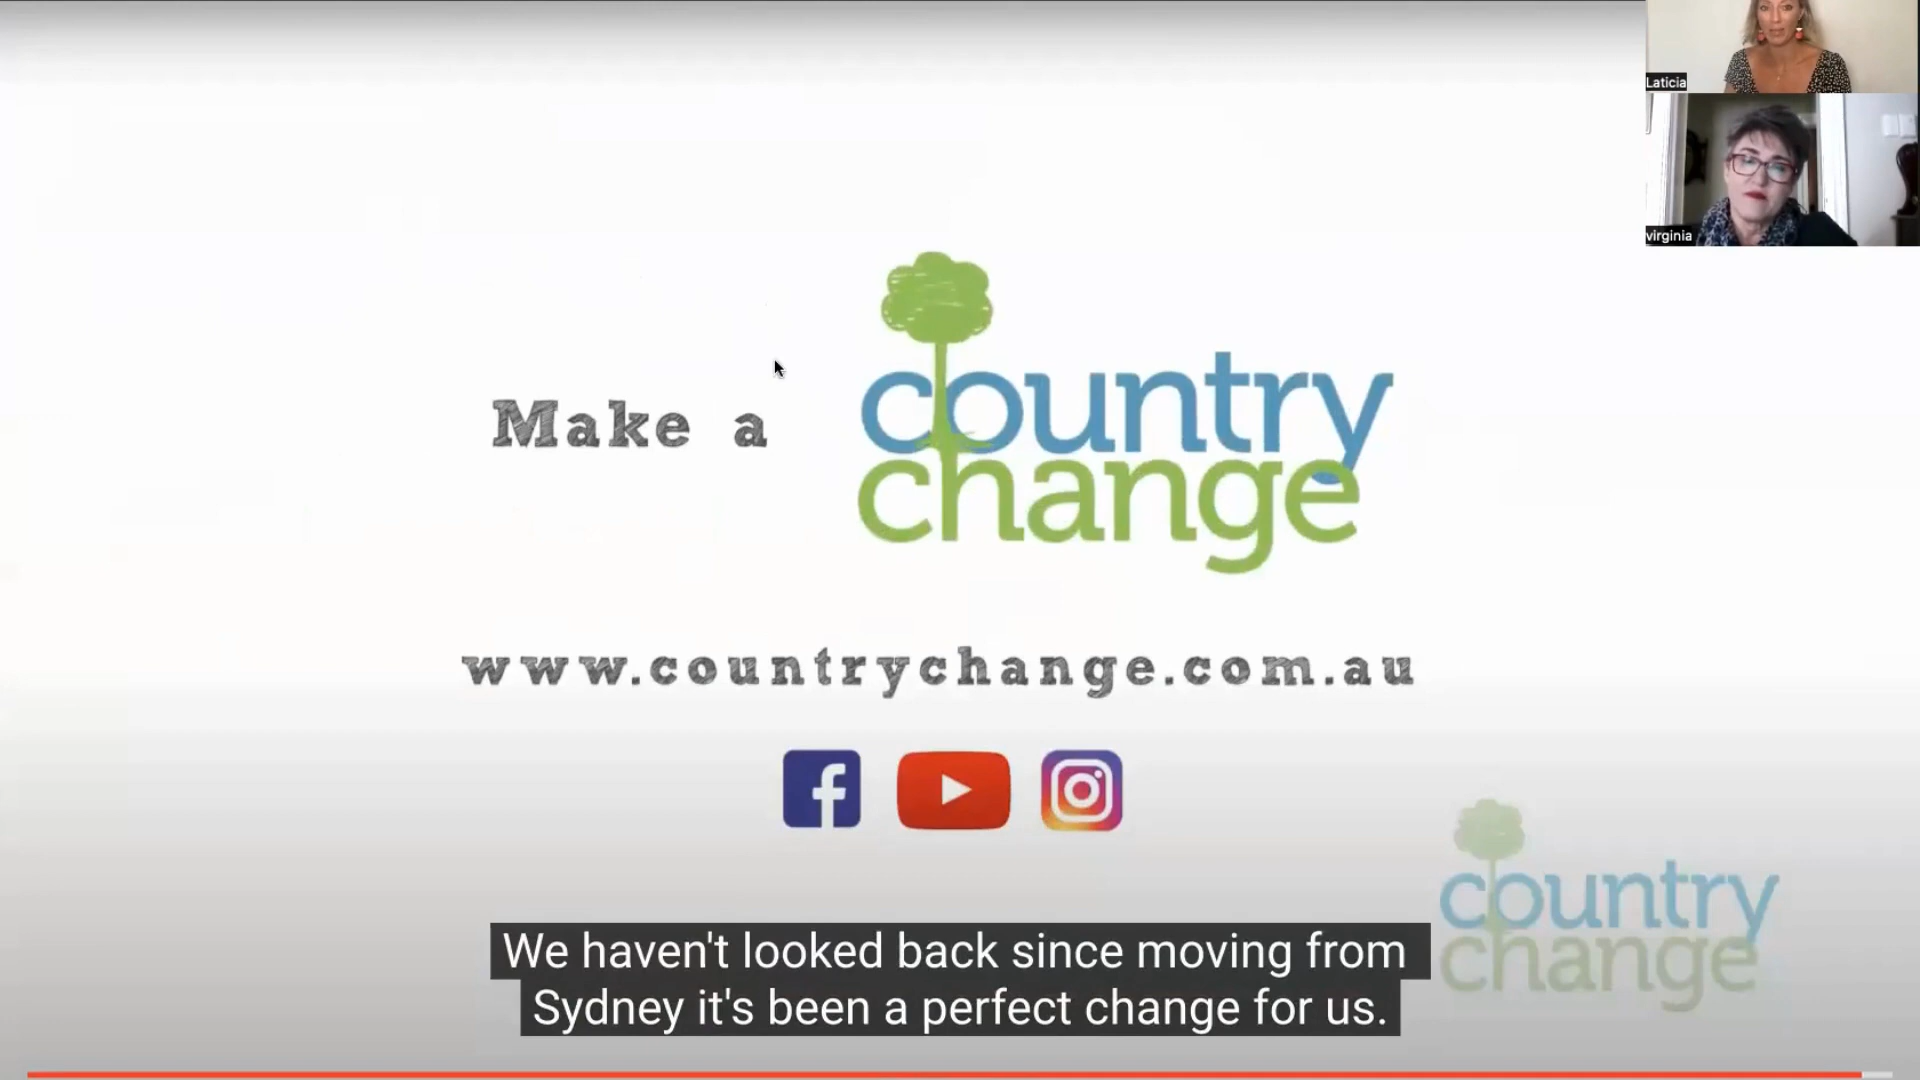 Laticia
virginia
Make a
country
change
www.countrychange.com.au
country
change
We haven't looked back since moving from
Sydney it's been a perfect change for us.